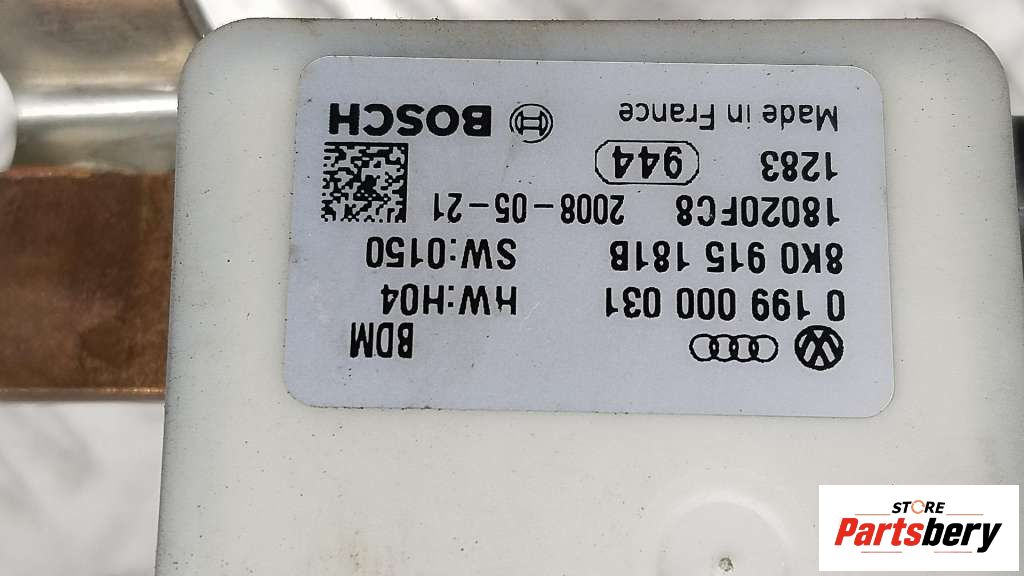 BDM
0 199 000 031 HW:H04
8K0 915 181B SW:0150
18020FC8 2008-05-21
1283 944
Made in France BOSCH
STORE
Partsbery